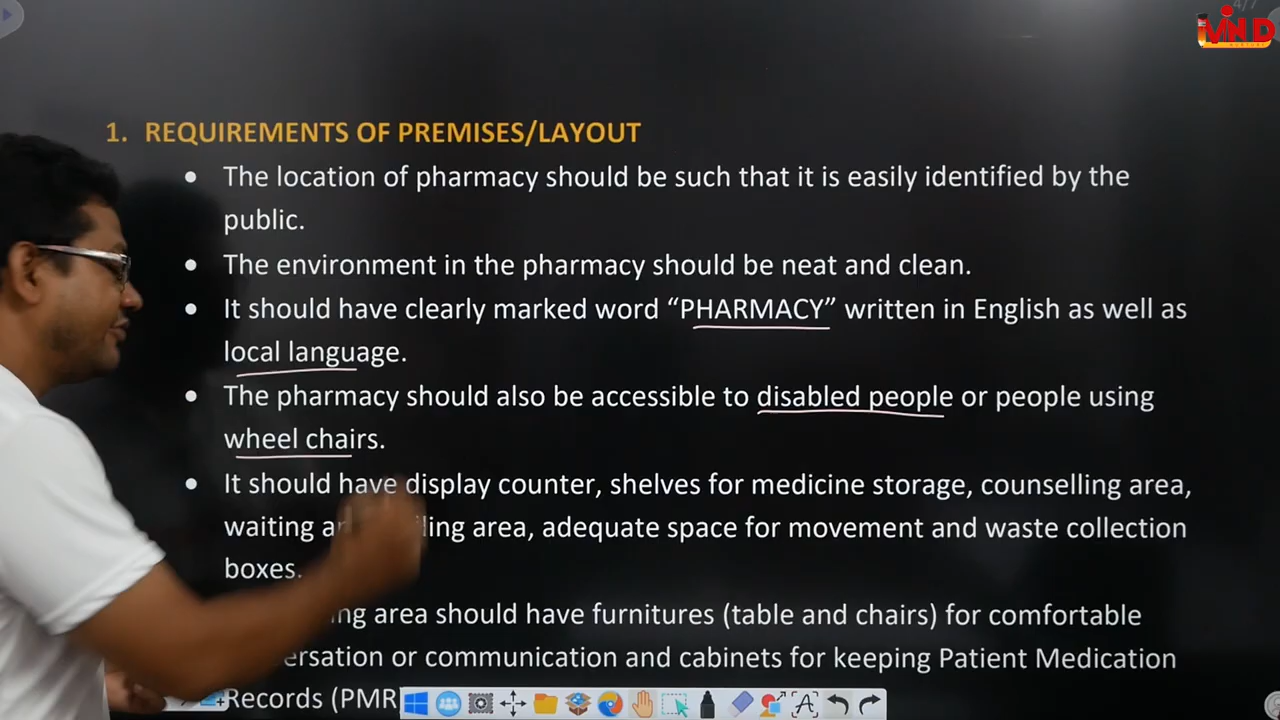 MIND
1. REQUIREMENTS OF PREMISES/LAYOUT
• The location of pharmacy should be such that it is easily identified by the
public.
• The environment in the pharmacy should be neat and clean.
• It should have clearly marked word “PHARMACY” written in English as well as
local language.
• The pharmacy should also be accessible to disabled people or people using
wheel chairs.
• It should have display counter, shelves for medicine storage, counselling area,
waiting area, adequate space for movement and waste collection
boxes.
area should have furnitures (table and chairs) for comfortable
or communication and cabinets for keeping Patient Medication
Records (PMR